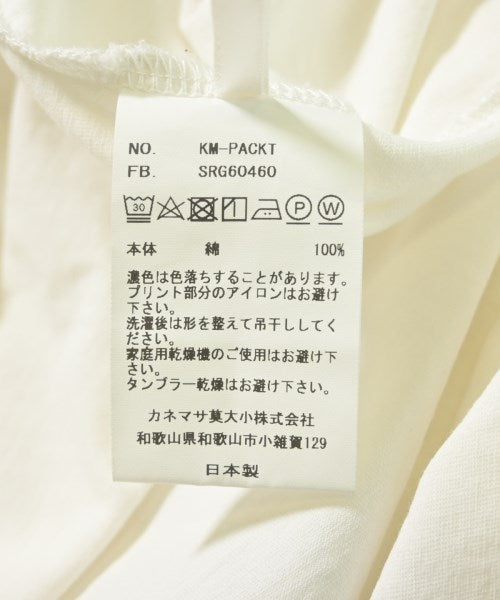 NO. KM-PACKT
FB. SRG60460
30 P W
本体 綿 100%
濃色は色落ちすることがあります。
プリント部分のアイロンはお避け
下さい。
洗濯後は形を整えて吊干ししてく
ださい。
家庭用乾燥機のご使用はお避け下
さい。
タンブラー乾燥はお避け下さい。
カネマサ莫大小株式会社
和歌山県和歌山市小雑賀129
日本製